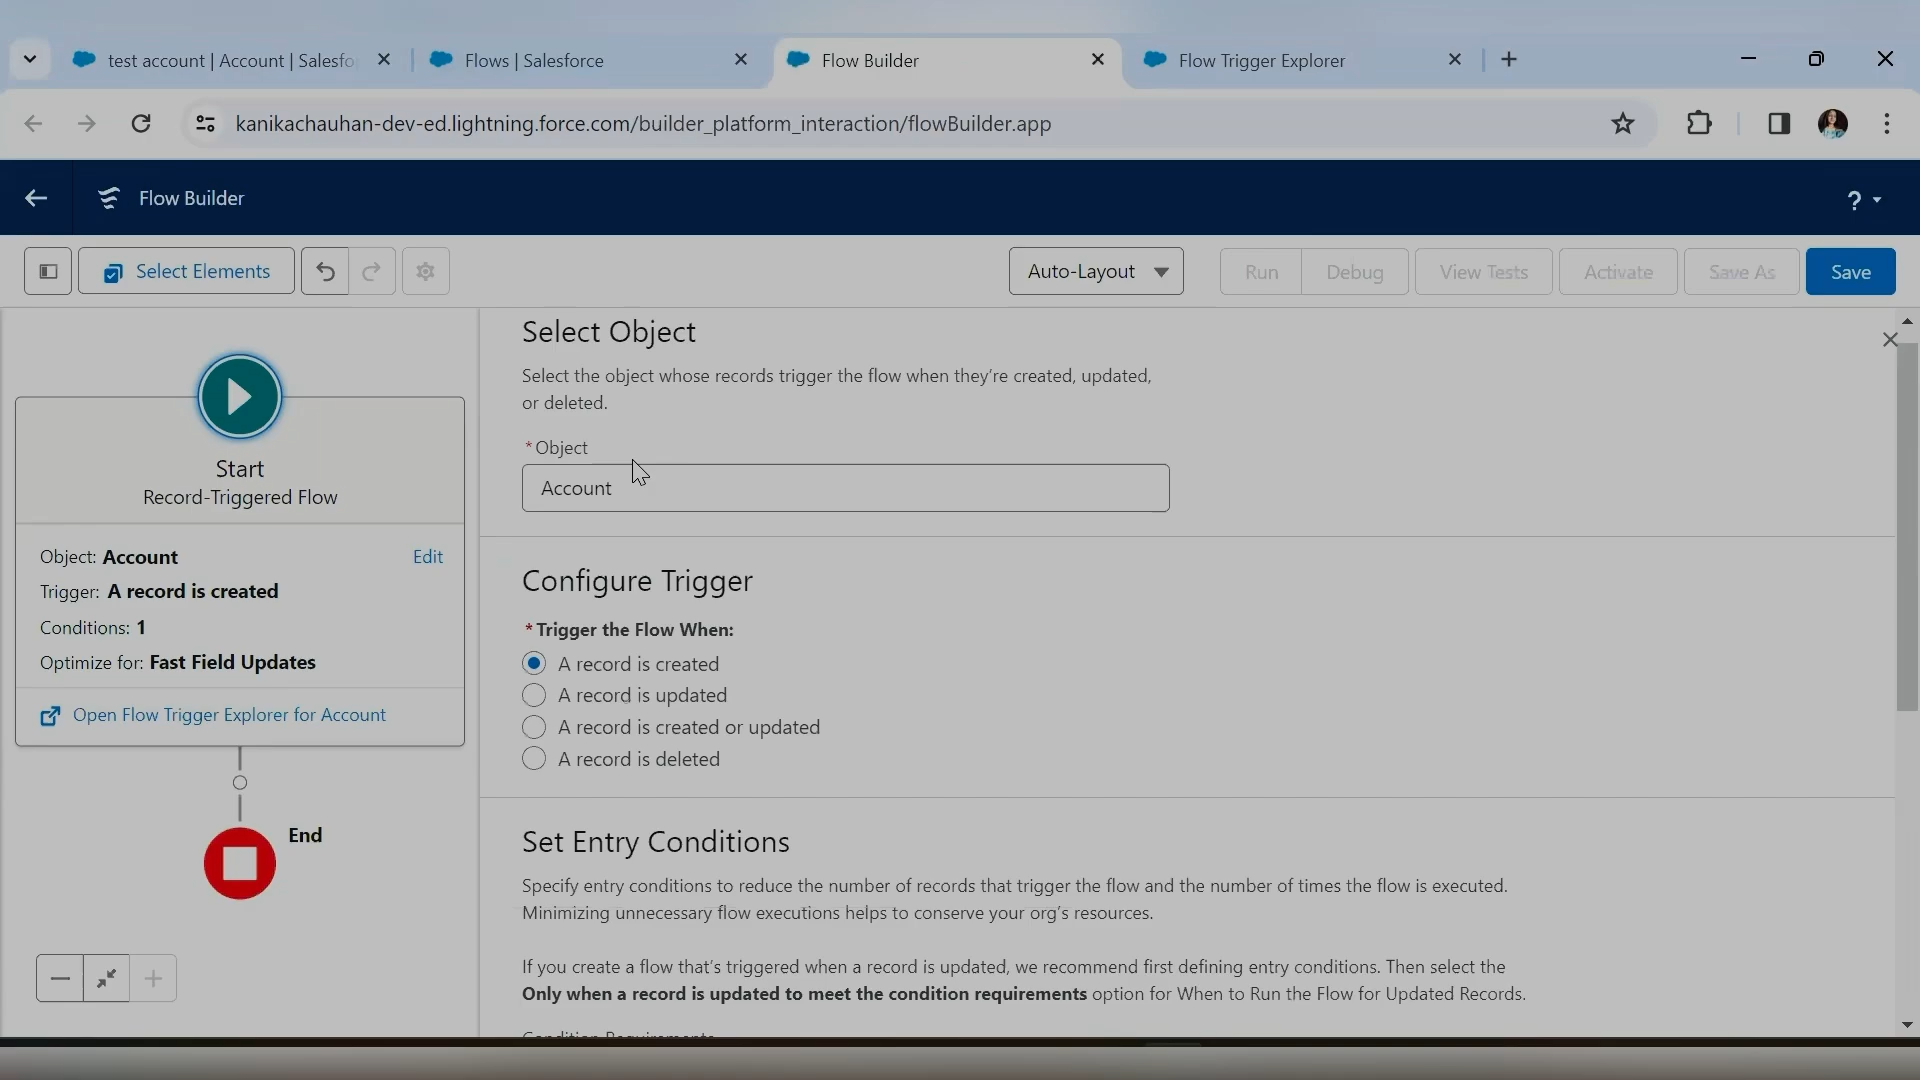 test account | Account | Salesfo
Flows | Salesforce
Flow Builder
Flow Trigger Explorer
kanikachauhan-dev-ed.lightning.force.com/builder_platform_interaction/flowBuilder.app
Flow Builder
?
Select Elements
Auto-Layout
Run
Debug
View Tests
Activate
Save As
Save
Start
Record-Triggered Flow
Object: Account
Edit
Trigger: A record is created
Conditions: 1
Optimize for: Fast Field Updates
Open Flow Trigger Explorer for Account
End
Select Object
Select the object whose records trigger the flow when they're created, updated,
or deleted.
* Object
Account
Configure Trigger
* Trigger the Flow When:
A record is created
A record is updated
A record is created or updated
A record is deleted
Set Entry Conditions
Specify entry conditions to reduce the number of records that trigger the flow and the number of times the flow is executed.
Minimizing unnecessary flow executions helps to conserve your org's resources.
If you create a flow that's triggered when a record is updated, we recommend first defining entry conditions. Then select the
Only when a record is updated to meet the condition requirements option for When to Run the Flow for Updated Records.
Condition Requirements